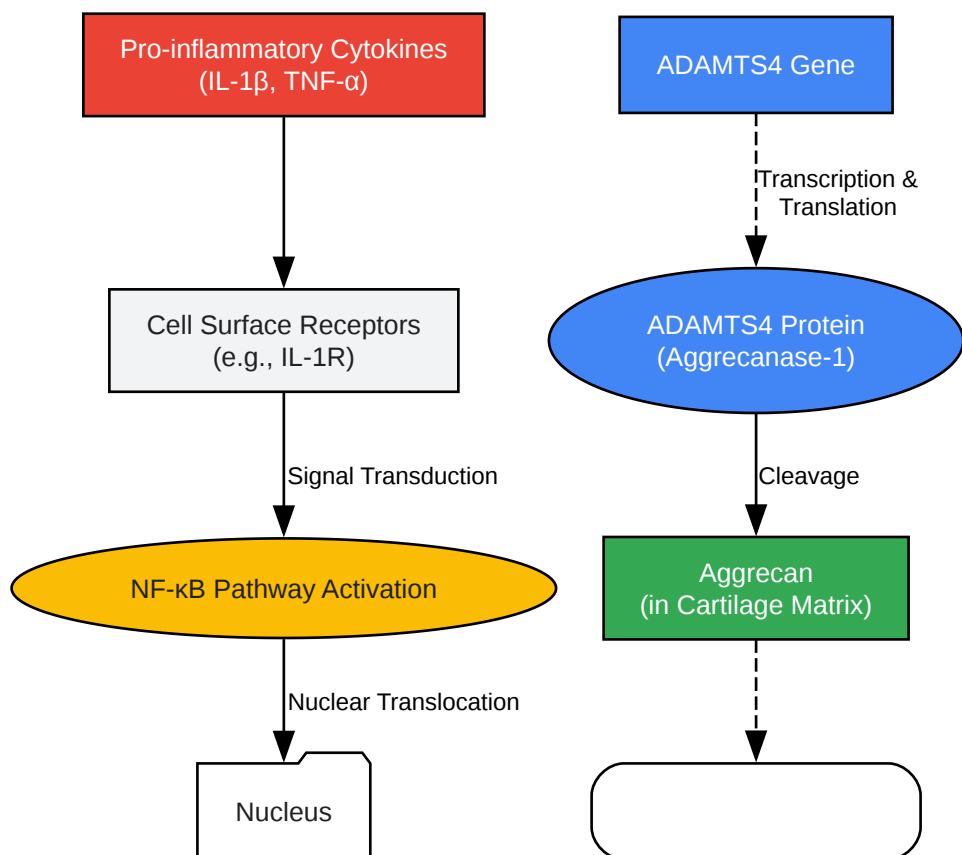 Pro-inflammatory Cytokines
(IL-1β, TNF-α)
Cell Surface Receptors
(e.g., IL-1R)
Signal Transduction
NF-κB Pathway Activation
Nuclear Translocation
Nucleus
ADAMTS4 Gene
Transcription &
Translation
ADAMTS4 Protein
(Aggrecanase-1)
Cleavage
Aggrecan
(in Cartilage Matrix)